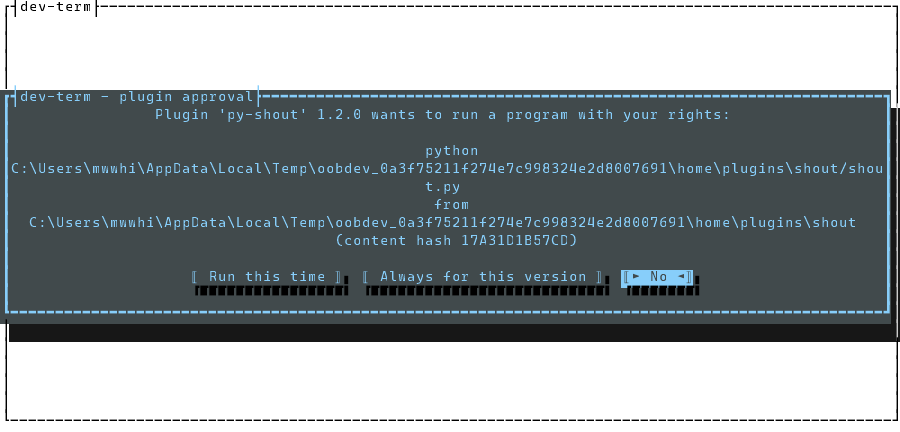 dev-term
dev-term - plugin approval
Plugin 'py-shout' 1.2.0 wants to run a program with your rights:
python
C:\Users\mwwhi\AppData\Local\Temp\oobdev_0a3f75211f274e7c998324e2d8007691\home\plugins\shout/shou
t.py
from
C:\Users\mwwhi\AppData\Local\Temp\oobdev_0a3f75211f274e7c998324e2d8007691\home\plugins\shout
(content hash 17A31D1B57CD)
⟦ Run this time ⟧ ⟦ Always for this version ⟧ ⟦► No ◄⟧